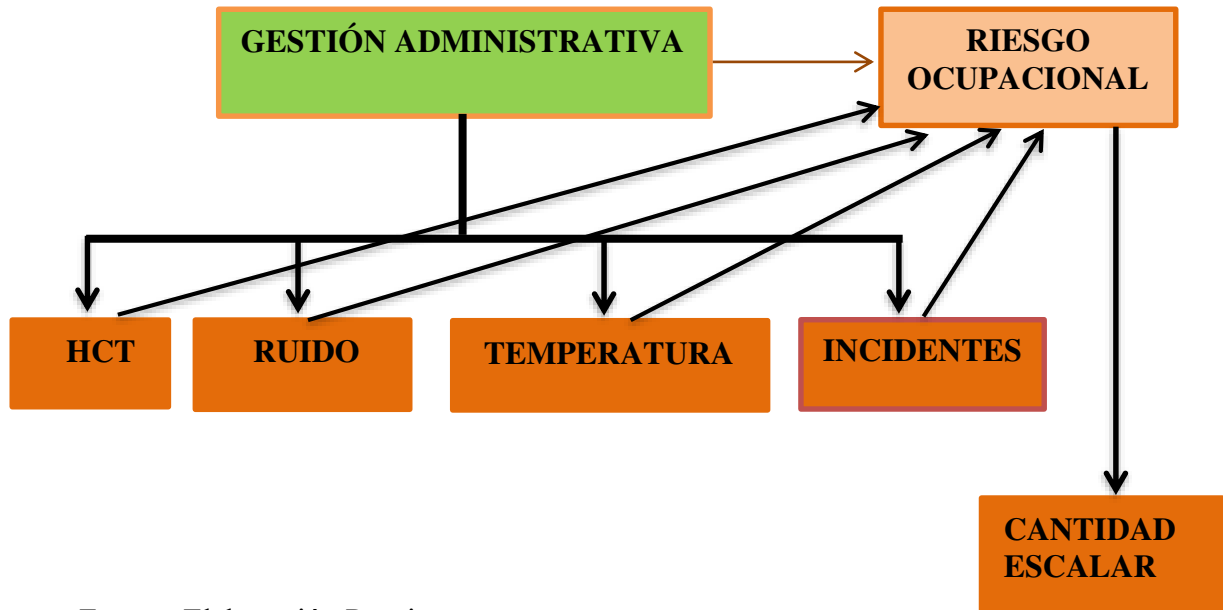 GESTIÓN ADMINISTRATIVA
RIESGO
OCUPACIONAL
HCT
RUIDO
TEMPERATURA
INCIDENTES
CANTIDAD
ESCALAR